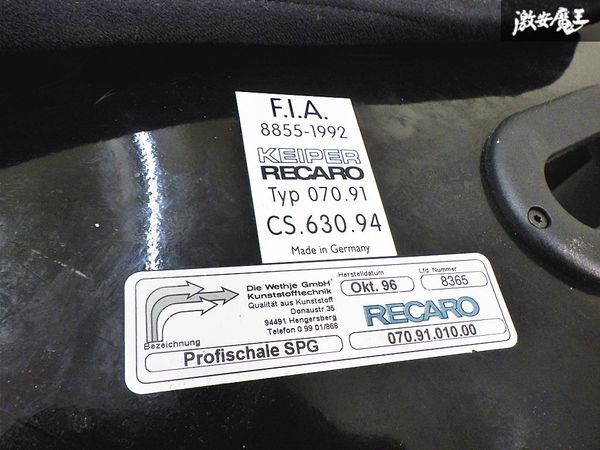 激安魔王
F.I.A.
8855-1992
KEIPER
RECARO
Typ 070.91
CS.630.94
Made in Germany
Die Wethje GmbH
Kunststofftechnik
Qualität aus Kunststoff
Donaustr.35
94491 Hengersberg
Telefon 0 99 01/868
Herstelldatum
Okt. 96
Lfd. Nummer
8365
RECARO
Bezeichnung
Profischale SPG
070.91.010.00